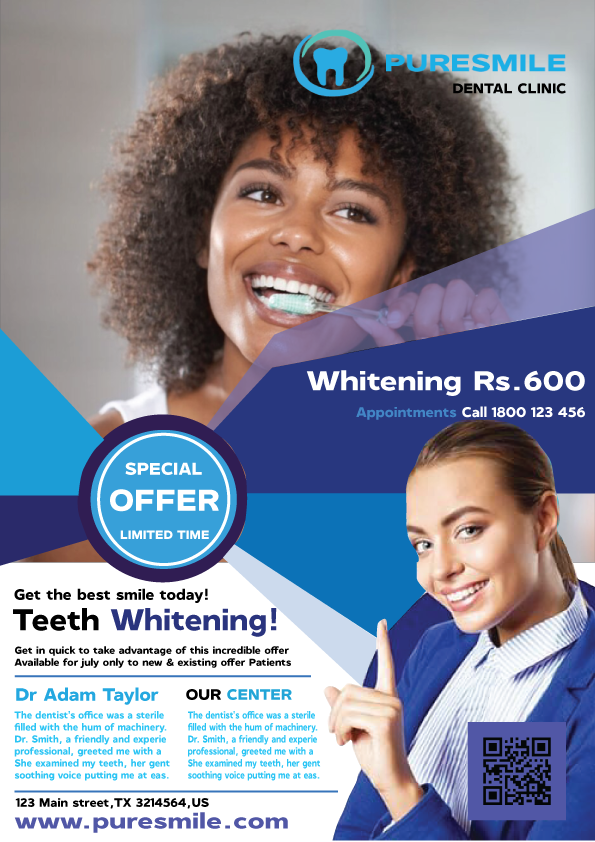 PURESMILE
DENTAL CLINIC
Whitening Rs.600
Appointments Call 1800 123 456
SPECIAL
OFFER
LIMITED TIME
Get the best smile today!
Teeth Whitening!
Get in quick to take advantage of this incredible offer
Available for july only to new & existing offer Patients
Dr Adam Taylor
The dentist's office was a sterile
filled with the hum of machinery.
Dr. Smith, a friendly and experie
professional, greeted me with a
She examined my teeth, her gent
soothing voice putting me at eas.
OUR CENTER
The dentist's office was a sterile
filled with the hum of machinery.
Dr. Smith, a friendly and experie
professional, greeted me with a
She examined my teeth, her gent
soothing voice putting me at eas.
123 Main street,TX 3214564,US
www.puresmile.com